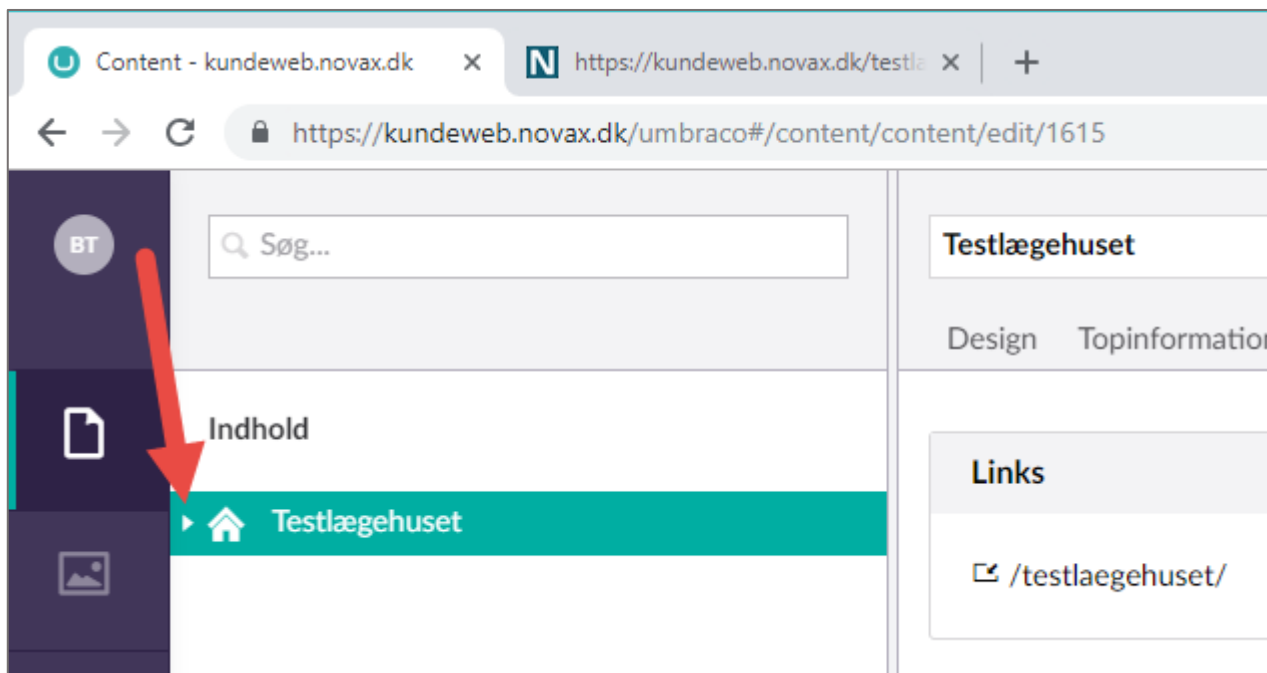 Content - kundeweb.novax.dk
N https://kundeweb.novax.dk/testla
https://kundeweb.novax.dk/umbraco#/content/content/edit/1615
BT
Søg...
Testlægehuset
Design Topinformation
Indhold
Links
Testlægehuset
/testlaegehuset/